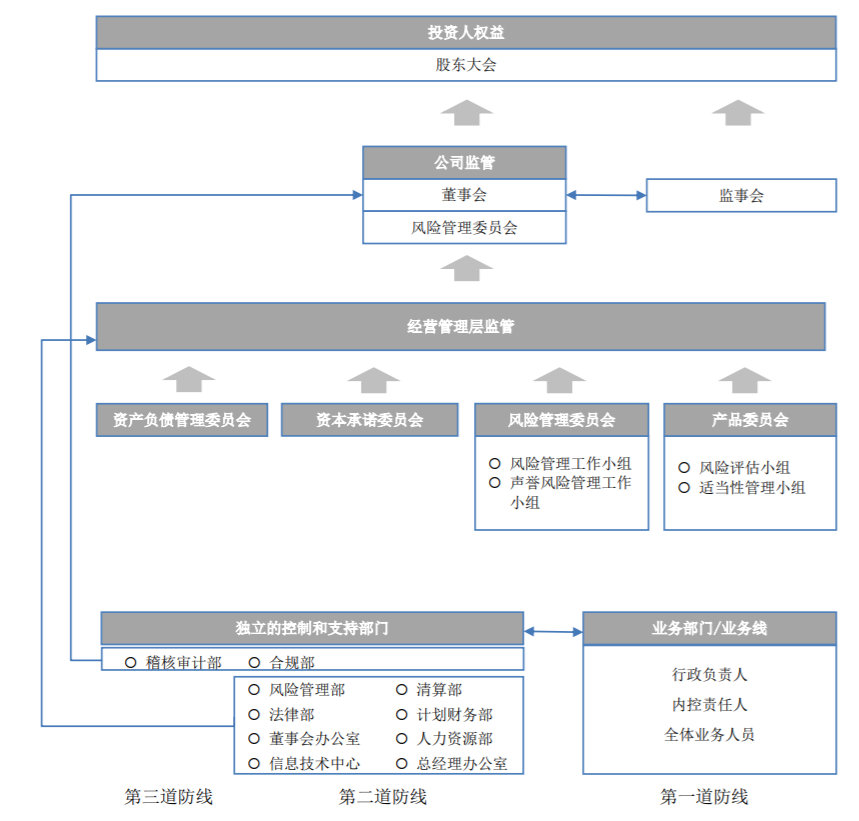 投资人权益
股东大会
公司监管
董事会
监事会
风险管理委员会
经营管理层监管
资产负债管理委员会
资本承诺委员会
风险管理委员会
产品委员会
风险管理工作小组
声誉风险管理工作
小组
风险评估小组
适当性管理小组
独立的控制和支持部门
业务部门/业务线
稽核审计部 合规部
风险管理部 清算部
法律部 计划财务部
董事会办公室 人力资源部
信息技术中心 总经理办公室
行政负责人
内控责任人
全体业务人员
第三道防线 第二道防线 第一道防线